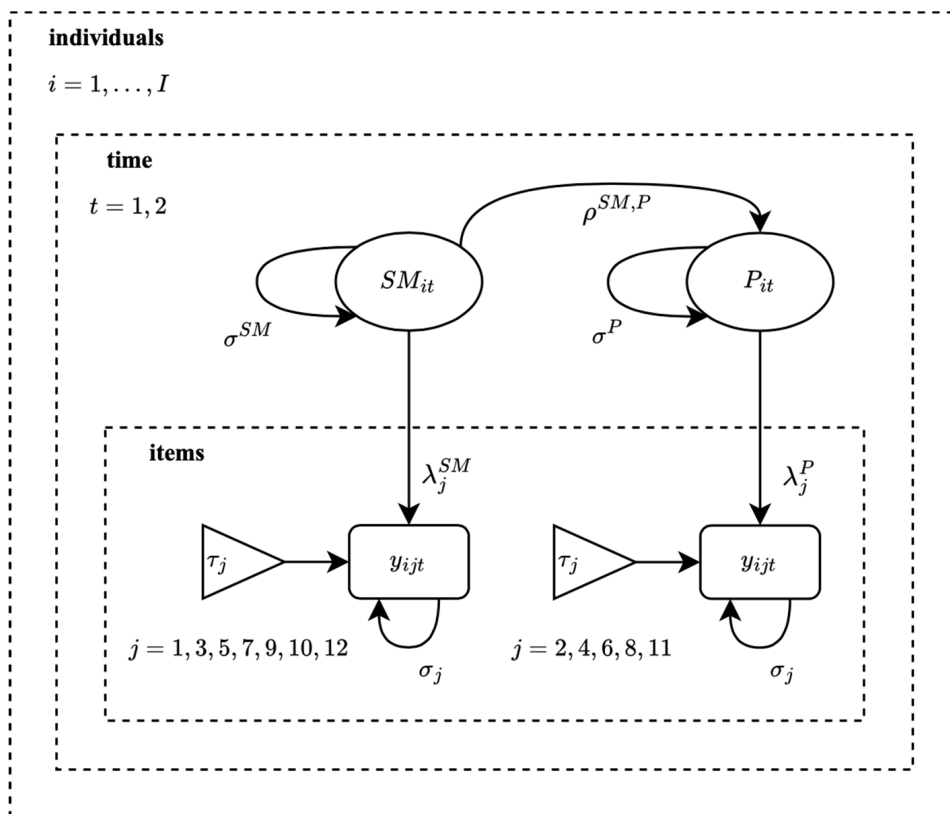 individuals
i = 1, . . . , I
time
t = 1, 2
ρ^{SM,P}
SM_{it}
P_{it}
σ^{SM}
σ^{P}
items
λ_j^{SM}
λ_j^{P}
τ_j
y_{ijt}
τ_j
y_{ijt}
j = 1, 3, 5, 7, 9, 10, 12
j = 2, 4, 6, 8, 11
σ_j
σ_j